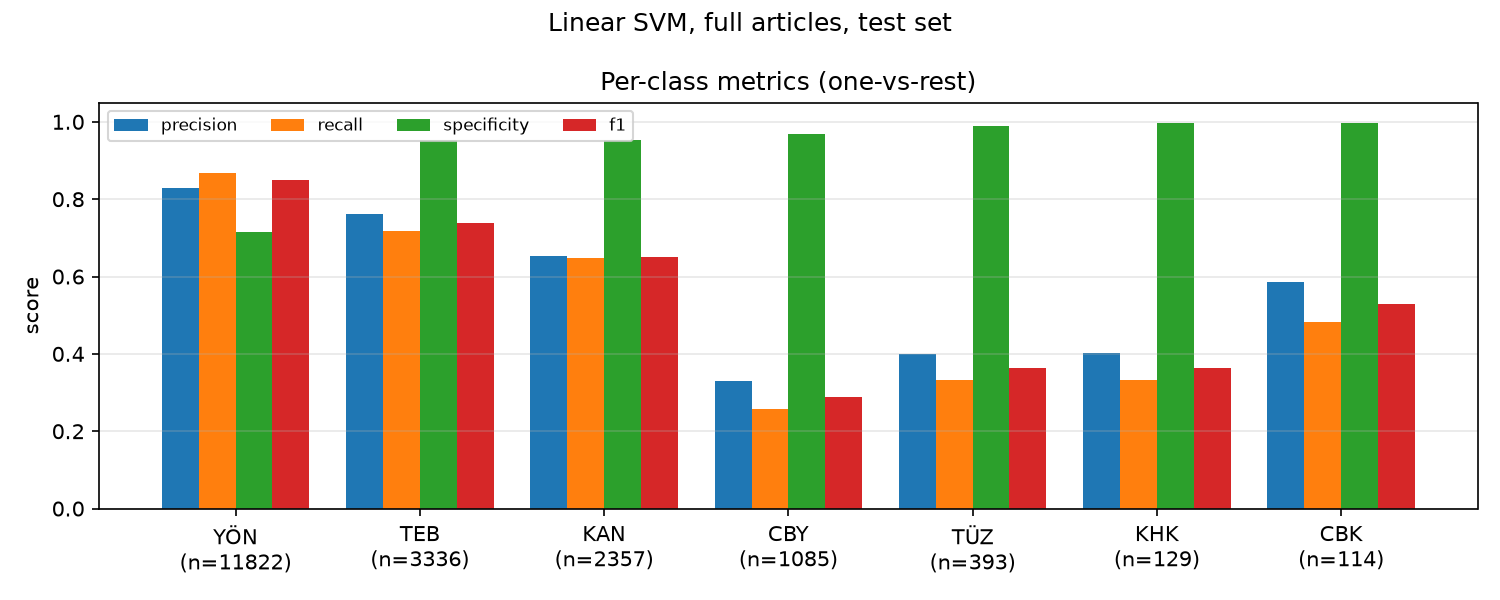 Linear SVM, full articles, test set
Per-class metrics (one-vs-rest)
precision recall specificity f1
score
1.0
0.8
0.6
0.4
0.2
0.0
YÖN TEB KAN CBY TÜZ KHK CBK
(n=11822) (n=3336) (n=2357) (n=1085) (n=393) (n=129) (n=114)